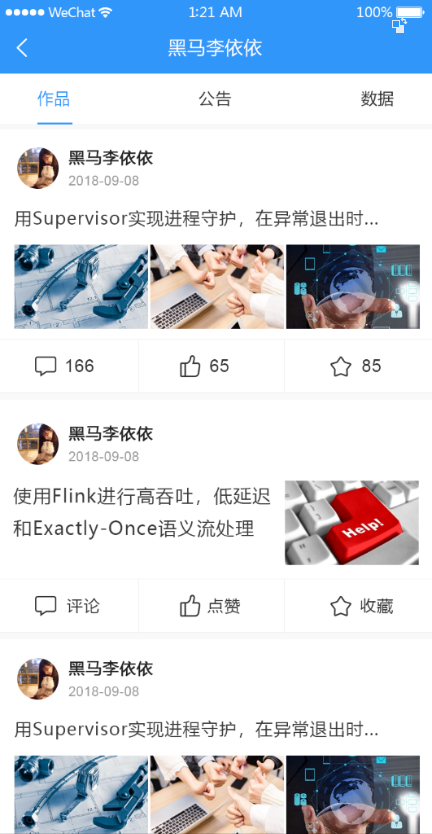 WeChat 1:21 AM 100%
黑马李依依
作品 公告 数据
黑马李依依
2018-09-08
用Supervisor实现进程守护，在异常退出时...
166 65 85
黑马李依依
2018-09-08
使用Flink进行高吞吐，低延迟
和Exactly-Once语义流处理
Help!
评论 点赞 收藏
黑马李依依
2018-09-08
用Supervisor实现进程守护，在异常退出时...